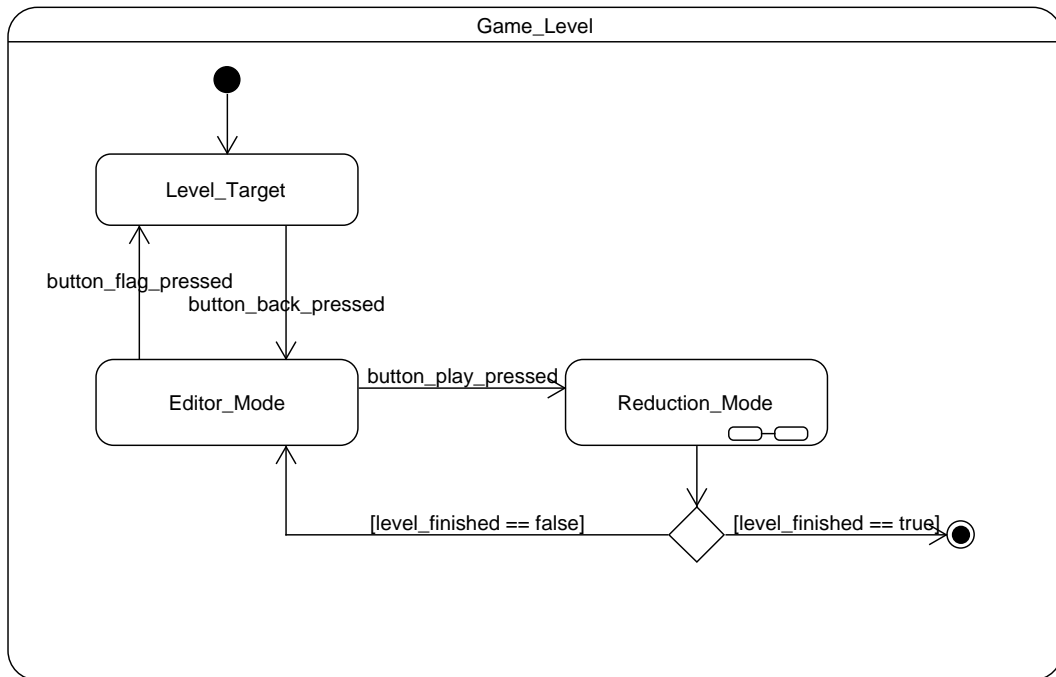 Game_Level
Level_Target
button_flag_pressed
button_back_pressed
button_play_pressed
Editor_Mode
Reduction_Mode
[level_finished == false]
[level_finished == true]